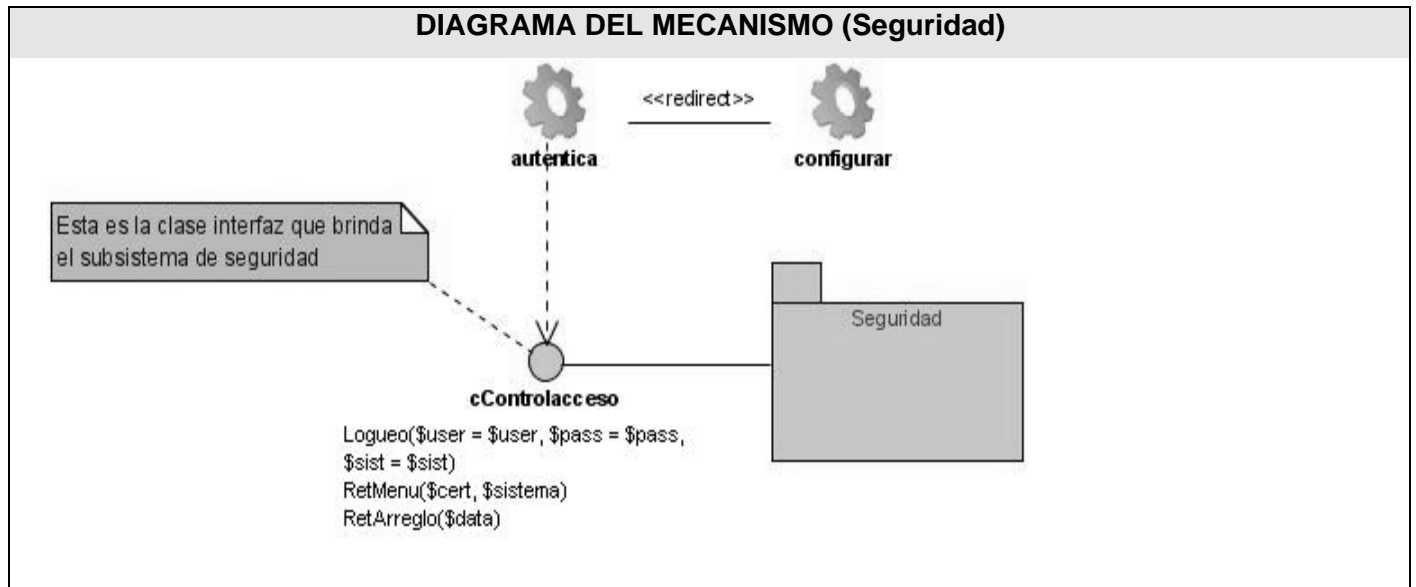 DIAGRAMA DEL MECANISMO (Seguridad)
<<redirect>>
autentica
configurar
Esta es la clase interfaz que brinda
el subsistema de seguridad
Seguridad
cControlacceso
Logueo($user = $user, $pass = $pass,
$sist = $sist)
RetMenu($cert, $sistema)
RetArreglo($data)